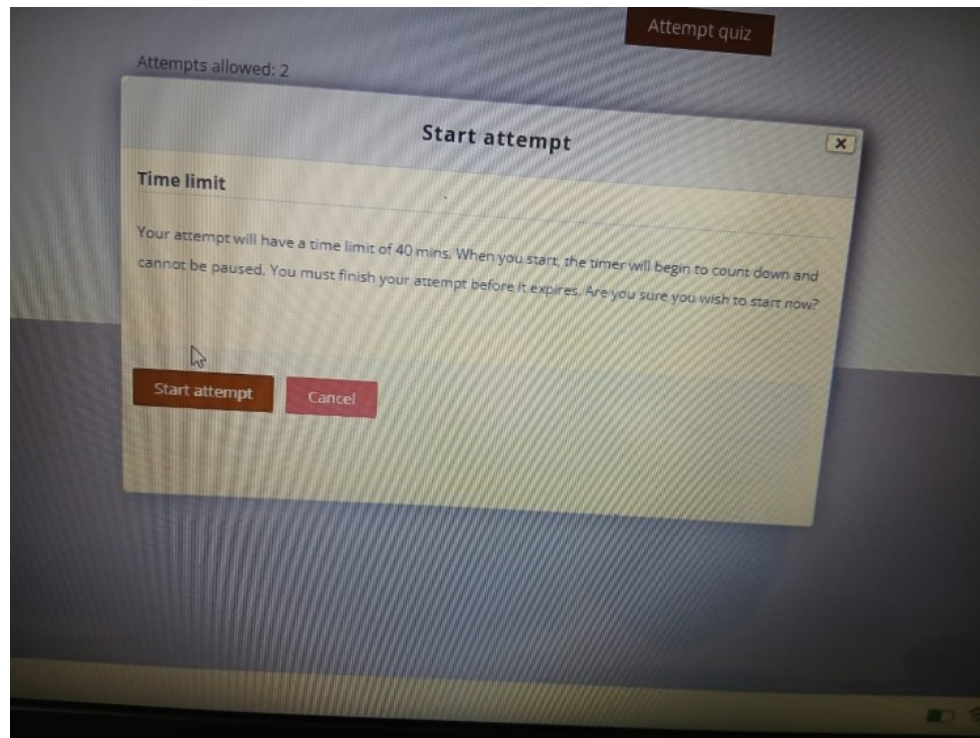 Attempt quiz
Attempts allowed: 2
Start attempt
x
Time limit
Your attempt will have a time limit of 40 mins. When you start, the timer will begin to count down and
cannot be paused. You must finish your attempt before it expires. Are you sure you wish to start now?
Start attempt
Cancel